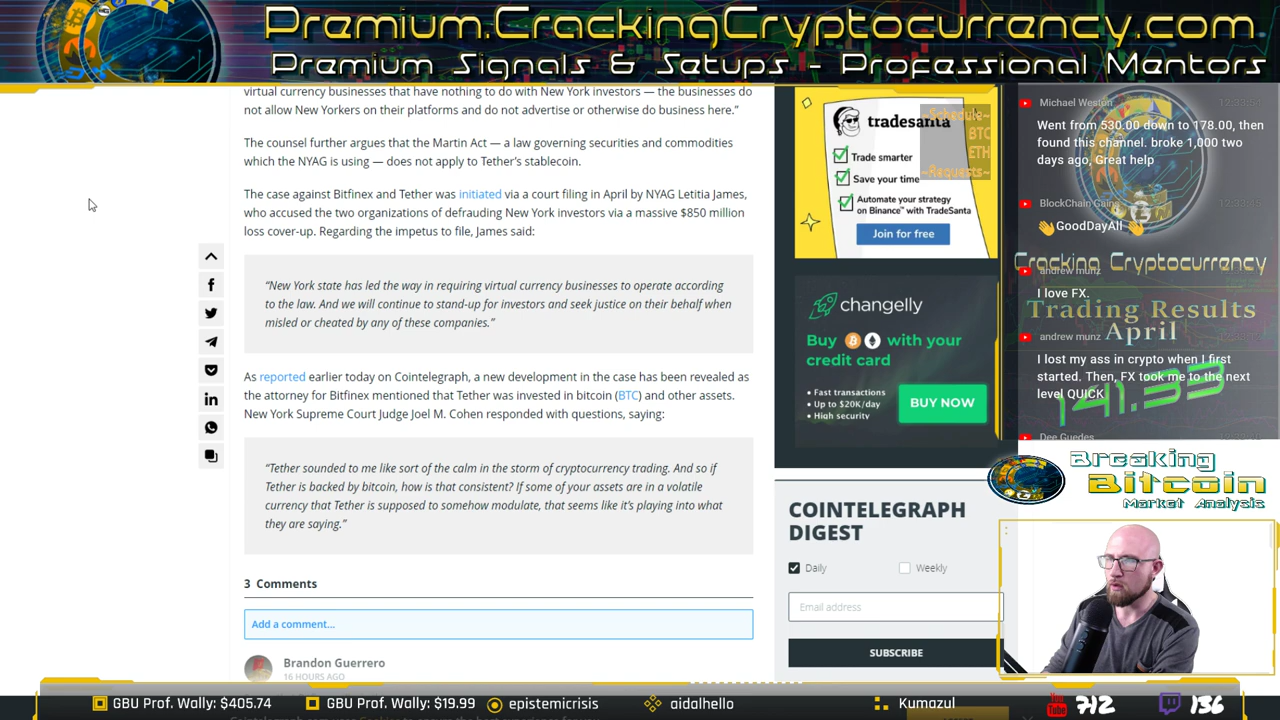 Premium.CrackingCryptocurrency.com
Premium Signals & Setups - Professional Mentors
virtual currency businesses that have nothing to do with New York investors — the businesses do
not allow New Yorkers on their platforms and do not advertise or otherwise do business here.”
The counsel further argues that the Martin Act — a law governing securities and commodities
which the NYAG is using — does not apply to Tether’s stablecoin.
The case against Bitfinex and Tether was initiated via a court filing in April by NYAG Letitia James,
who accused the two organizations of defrauding New York investors via a massive $850 million
loss cover-up. Regarding the impetus to file, James said:
“New York state has led the way in requiring virtual currency businesses to operate according
to the law. And we will continue to stand-up for investors and seek justice on their behalf when
misled or cheated by any of these companies.”
As reported earlier today on Cointelegraph, a new development in the case has been revealed as
the attorney for Bitfinex mentioned that Tether was invested in bitcoin (BTC) and other assets.
New York Supreme Court Judge Joel M. Cohen responded with questions, saying:
“Tether sounded to me like sort of the calm in the storm of cryptocurrency trading. And so if
Tether is backed by bitcoin, how is that consistent? If some of your assets are in a volatile
currency that Tether is supposed to somehow modulate, that seems like it’s playing into what
they are saying.”
3 Comments
Add a comment...
Brandon Guerrero
16 HOURS AGO
tradesanta
~Schedule~
BTC
ETH
~Requests~
Trade smarter
Save your time
Automate your strategy
on Binance™ with TradeSanta
Join for free
changelly
Buy with your
credit card
• Fast transactions
• Up to $20K/day
• High security
BUY NOW
COINTELEGRAPH
DIGEST
Daily
Weekly
Email address
SUBSCRIBE
Michael Weston
Went from 530.00 down to 178.00, then
found this channel. broke 1,000 two
days ago, Great help
BlockChain Gains
GoodDayAll
Cracking Cryptocurrency
andrew munz
I love FX.
Trading Results
April
andrew munz
I lost my ass in crypto when I first
started. Then, FX took me to the next
level QUICK
141.33
Dee Guedes
Breaking
Bitcoin
Market Analysis
GBU Prof. Wally: $405.74
GBU Prof. Wally: $19.99
epistemicrisis
aidalhello
Kumazul
712
136